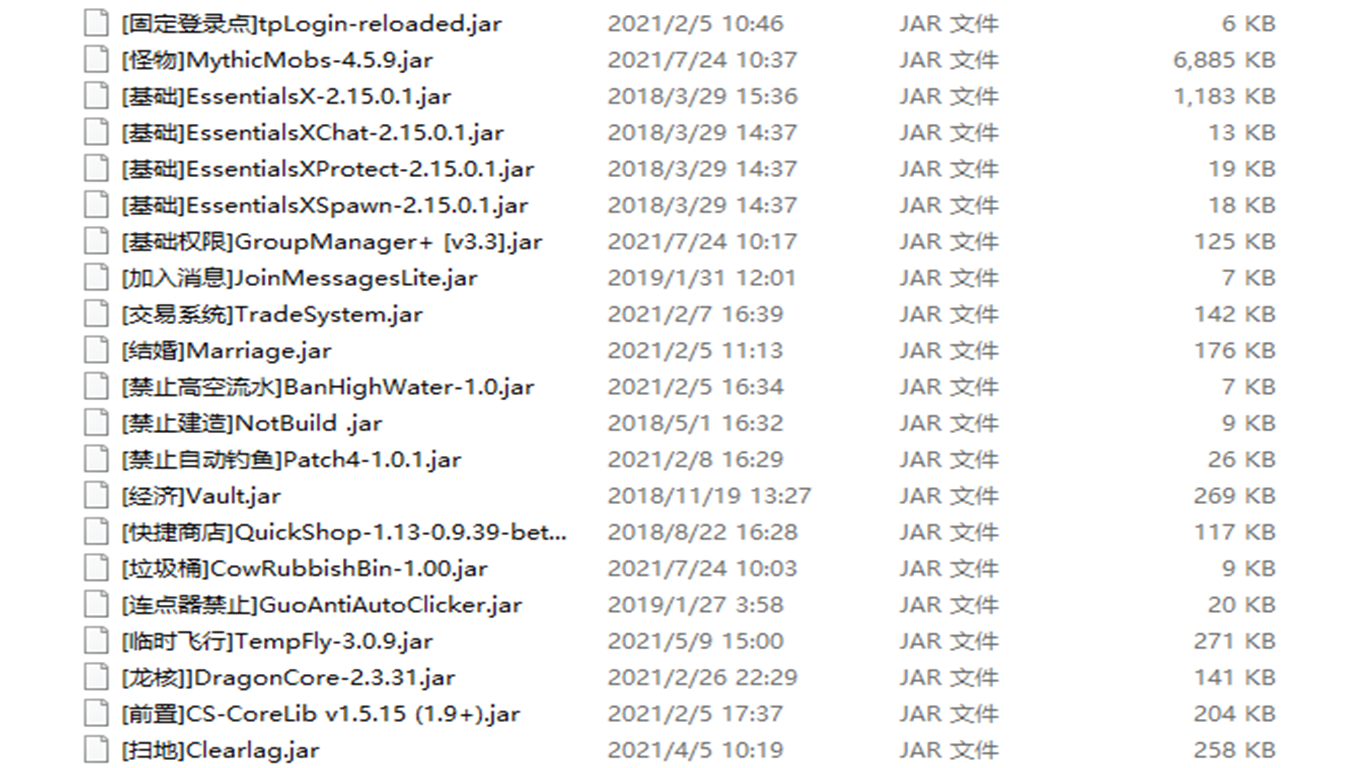 [固定登录点]tpLogin-reloaded.jar 2021/2/5 10:46 JAR 文件 6 KB
[怪物]MythicMobs-4.5.9.jar 2021/7/24 10:37 JAR 文件 6,885 KB
[基础]EssentialsX-2.15.0.1.jar 2018/3/29 15:36 JAR 文件 1,183 KB
[基础]EssentialsXChat-2.15.0.1.jar 2018/3/29 14:37 JAR 文件 13 KB
[基础]EssentialsXProtect-2.15.0.1.jar 2018/3/29 14:37 JAR 文件 19 KB
[基础]EssentialsXSpawn-2.15.0.1.jar 2018/3/29 14:37 JAR 文件 18 KB
[基础权限]GroupManager+ [v3.3].jar 2021/7/24 10:17 JAR 文件 125 KB
[加入消息]JoinMessagesLite.jar 2019/1/31 12:01 JAR 文件 7 KB
[交易系统]TradeSystem.jar 2021/2/7 16:39 JAR 文件 142 KB
[结婚]Marriage.jar 2021/2/5 11:13 JAR 文件 176 KB
[禁止高空流水]BanHighWater-1.0.jar 2021/2/5 16:34 JAR 文件 7 KB
[禁止建造]NotBuild .jar 2018/5/1 16:32 JAR 文件 9 KB
[禁止自动钓鱼]Patch4-1.0.1.jar 2021/2/8 16:29 JAR 文件 26 KB
[经济]Vault.jar 2018/11/19 13:27 JAR 文件 269 KB
[快捷商店]QuickShop-1.13-0.9.39-bet... 2018/8/22 16:28 JAR 文件 117 KB
[垃圾桶]CowRubbishBin-1.00.jar 2021/7/24 10:03 JAR 文件 9 KB
[连点器禁止]GuoAntiAutoClicker.jar 2019/1/27 3:58 JAR 文件 20 KB
[临时飞行]TempFly-3.0.9.jar 2021/5/9 15:00 JAR 文件 271 KB
[龙核]]DragonCore-2.3.31.jar 2021/2/26 22:29 JAR 文件 141 KB
[前置]CS-CoreLib v1.5.15 (1.9+).jar 2021/2/5 17:37 JAR 文件 204 KB
[扫地]Clearlag.jar 2021/4/5 10:19 JAR 文件 258 KB